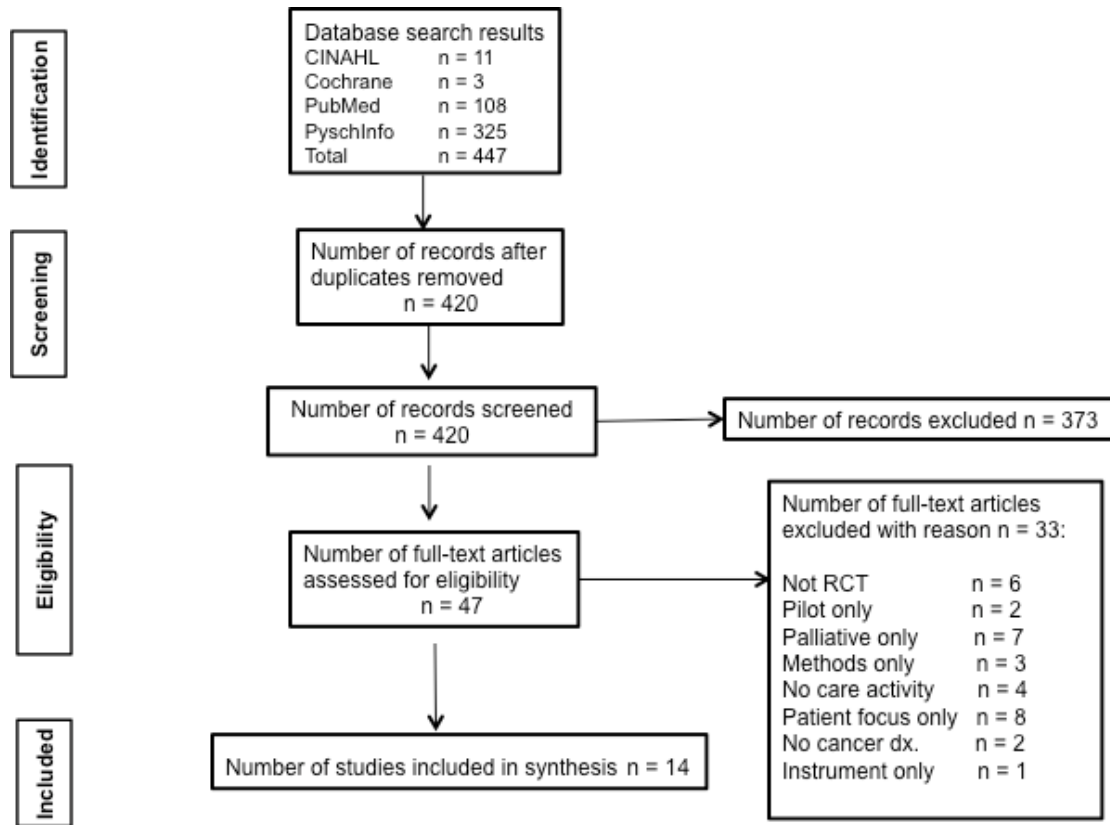 Identification
Database search results
CINAHL n = 11
Cochrane n = 3
PubMed n = 108
PyschInfo n = 325
Total n = 447
Screening
Number of records after
duplicates removed
n = 420
Number of records screened
n = 420
Number of records excluded n = 373
Eligibility
Number of full-text articles
assessed for eligibility
n = 47
Number of full-text articles
excluded with reason n = 33:
Not RCT n = 6
Pilot only n = 2
Palliative only n = 7
Methods only n = 3
No care activity n = 4
Patient focus only n = 8
No cancer dx. n = 2
Instrument only n = 1
Included
Number of studies included in synthesis n = 14